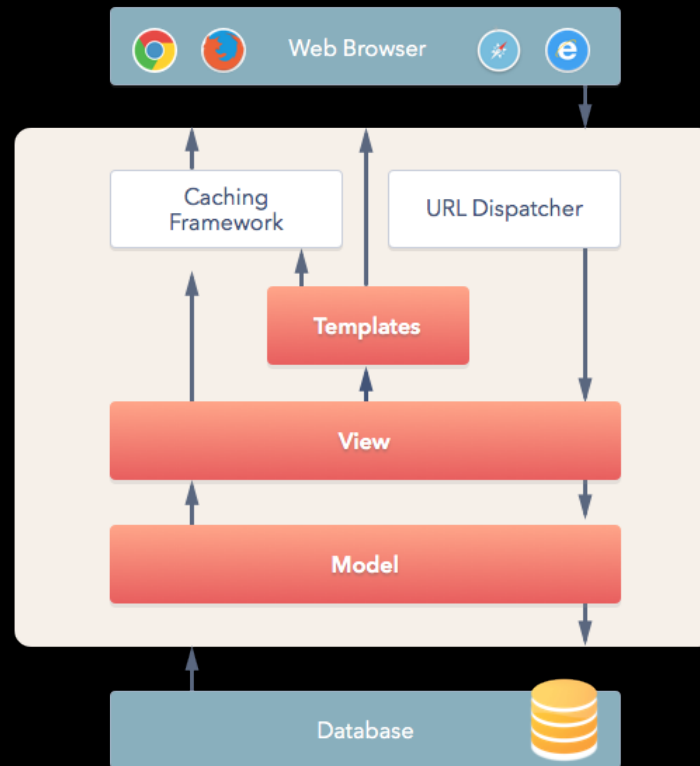 Web Browser
Caching
Framework
URL Dispatcher
Templates
View
Model
Database